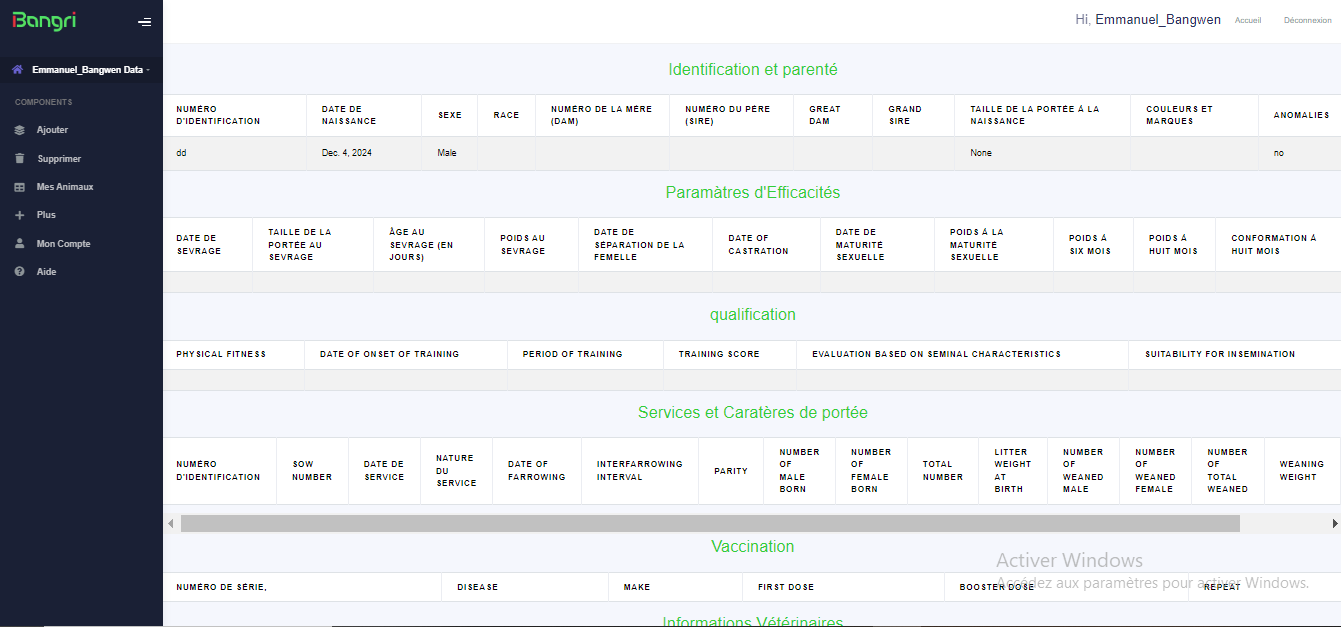 iBangri
Hi, Emmanuel_Bangwen Accueil Déconnexion
Emmanuel_Bangwen Data
COMPONENTS
Ajouter
Supprimer
Mes Animaux
Plus
Mon Compte
Aide
Identification et parenté
NUMÉRO D'IDENTIFICATION
DATE DE NAISSANCE
SEXE
RACE
NUMÉRO DE LA MÈRE (DAM)
NUMÉRO DU PÈRE (SIRE)
GREAT DAM
GRAND SIRE
TAILLE DE LA PORTÉE Á LA NAISSANCE
COULEURS ET MARQUES
ANOMALIES
dd
Dec. 4, 2024
Male
None
no
Paramàtres d'Efficacités
DATE DE SEVRAGE
TAILLE DE LA PORTÉE AU SEVRAGE
ÂGE AU SEVRAGE (EN JOURS)
POIDS AU SEVRAGE
DATE DE SÉPARATION DE LA FEMELLE
DATE OF CASTRATION
DATE DE MATURITÉ SEXUELLE
POIDS Á LA MATURITÉ SEXUELLE
POIDS Á SIX MOIS
POIDS Á HUIT MOIS
CONFORMATION Á HUIT MOIS
qualification
PHYSICAL FITNESS
DATE OF ONSET OF TRAINING
PERIOD OF TRAINING
TRAINING SCORE
EVALUATION BASED ON SEMINAL CHARACTERISTICS
SUITABILITY FOR INSEMINATION
Services et Caratères de portée
NUMÉRO D'IDENTIFICATION
SOW NUMBER
DATE DE SERVICE
NATURE DU SERVICE
DATE OF FARROWING
INTERFARROWING INTERVAL
PARITY
NUMBER OF MALE BORN
NUMBER OF FEMALE BORN
TOTAL NUMBER
LITTER WEIGHT AT BIRTH
NUMBER OF WEANED MALE
NUMBER OF WEANED FEMALE
NUMBER OF TOTAL WEANED
WEANING WEIGHT
Vaccination
NUMÉRO DE SÉRIE,
DISEASE
MAKE
FIRST DOSE
BOOSTER DOSE
REPEAT
Activer Windows
Accédez aux paramètres pour activer Windows.
Informations Vétérinaires